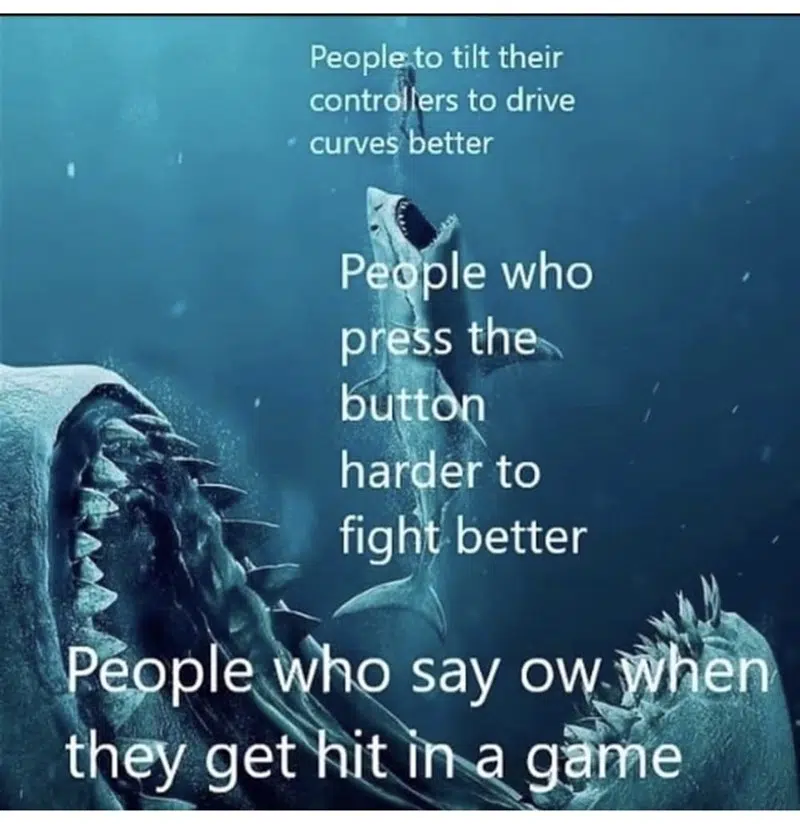 People to tilt their
controllers to drive
curves better
People who
press the
button
harder to
fight better
People who say ow when
they get hit in a game